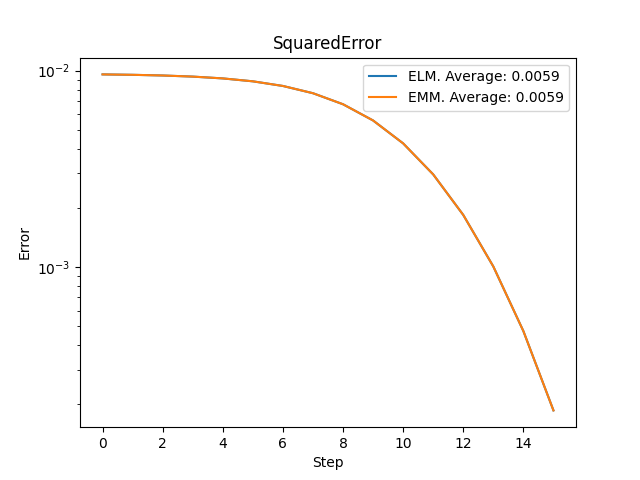 SquaredError
ELM. Average: 0.0059
EMM. Average: 0.0059
10⁻²
10⁻³
Error
0 2 4 6 8 10 12 14
Step